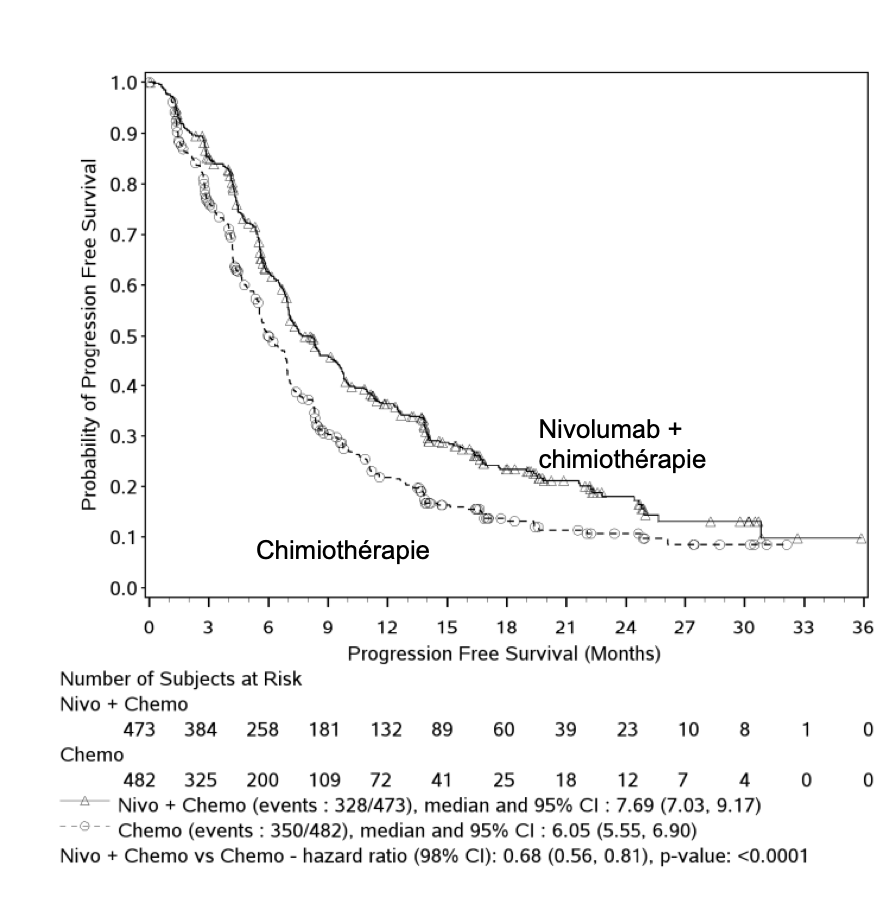 1.0
0.9
0.8
0.7
0.6
0.5
0.4
0.3
0.2
0.1
0.0
Probability of Progression Free Survival
Nivolumab +
chimiothérapie
Chimiothérapie
0 3 6 9 12 15 18 21 24 27 30 33 36
Progression Free Survival (Months)
Number of Subjects at Risk
Nivo + Chemo
473 384 258 181 132 89 60 39 23 10 8 1 0
Chemo
482 325 200 109 72 41 25 18 12 7 4 0 0
Nivo + Chemo (events : 328/473), median and 95% CI : 7.69 (7.03, 9.17)
Chemo (events : 350/482), median and 95% CI : 6.05 (5.55, 6.90)
Nivo + Chemo vs Chemo - hazard ratio (98% CI): 0.68 (0.56, 0.81), p-value: <0.0001